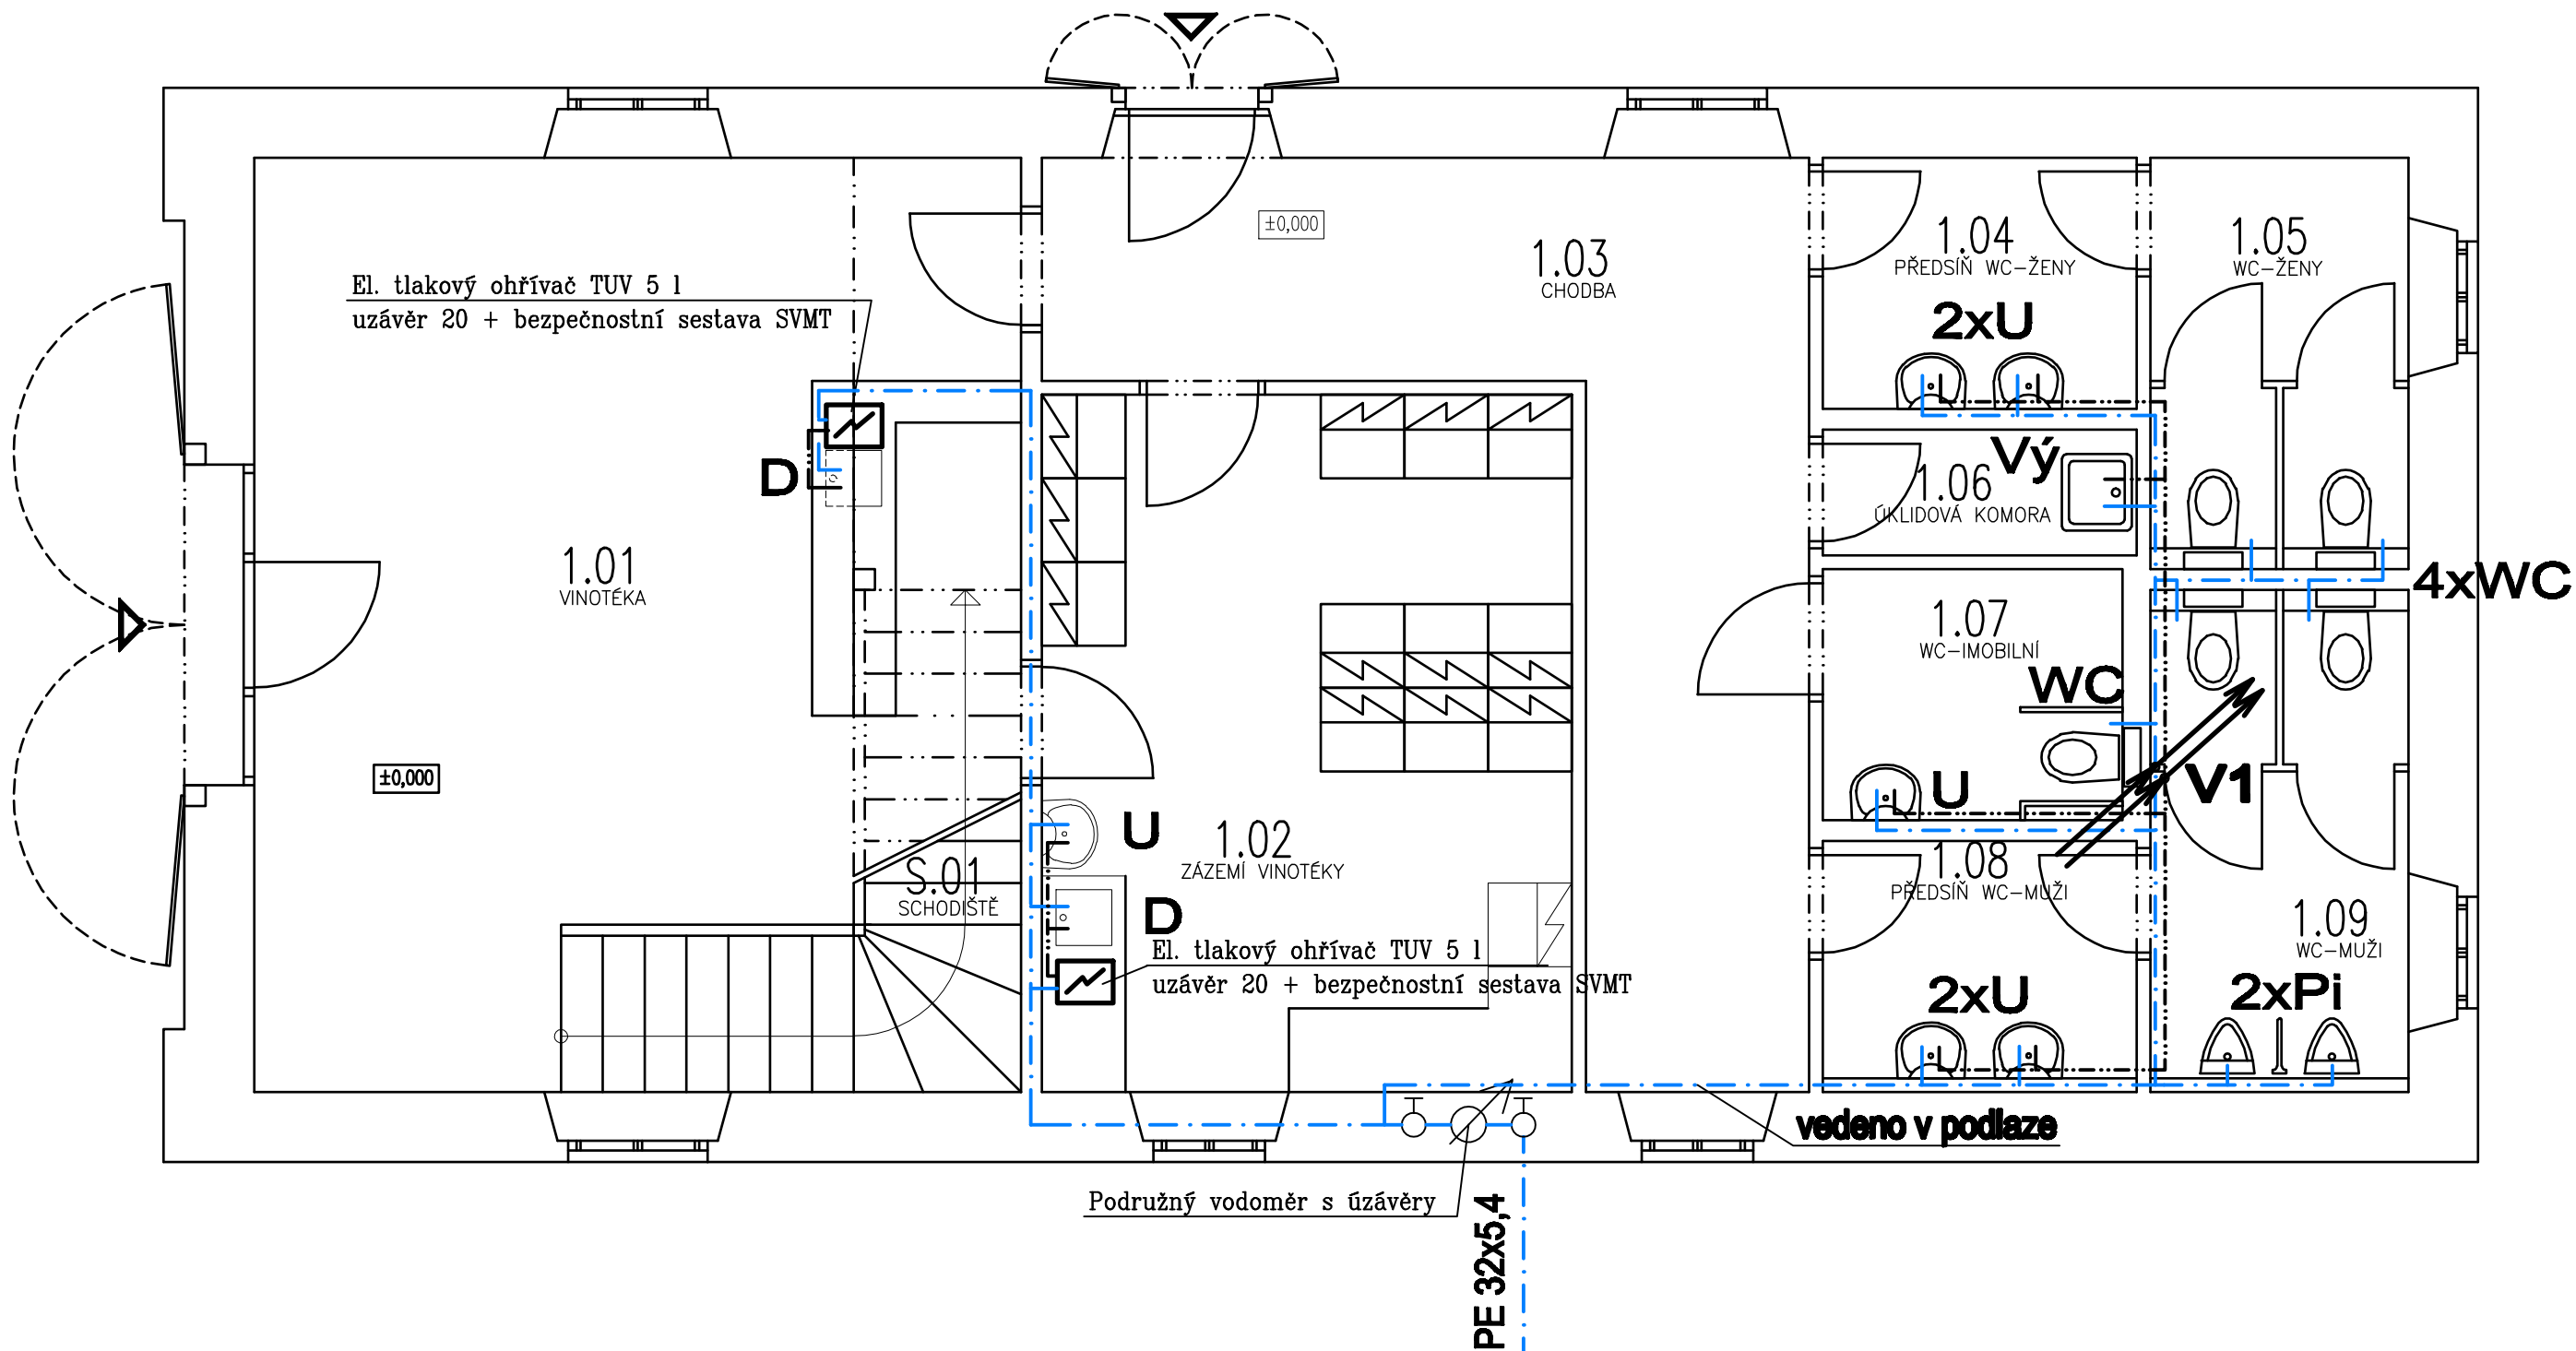 El. tlakový ohřívač TUV 5 l
uzávěr 20 + bezpečnostní sestava SVMT
±0,000
1.03
CHODBA
1.04
PŘEDSÍŇ WC-ŽENY
2xU
1.05
WC-ŽENY
D
Vý
1.06
ÚKLIDOVÁ KOMORA
1.01
VINOTÉKA
4xWC
1.07
WC-IMOBILNÍ
WC
±0,000
U
V1
U
1.02
ZÁZEMÍ VINOTÉKY
S.01
SCHODIŠTĚ
1.08
PŘEDSÍŇ WC-MUŽI
D
1.09
WC-MUŽI
El. tlakový ohřívač TUV 5 l
uzávěr 20 + bezpečnostní sestava SVMT
2xU
2xPi
vedeno v podlaze
Podružný vodoměr s úzávěry
PE 32x5,4